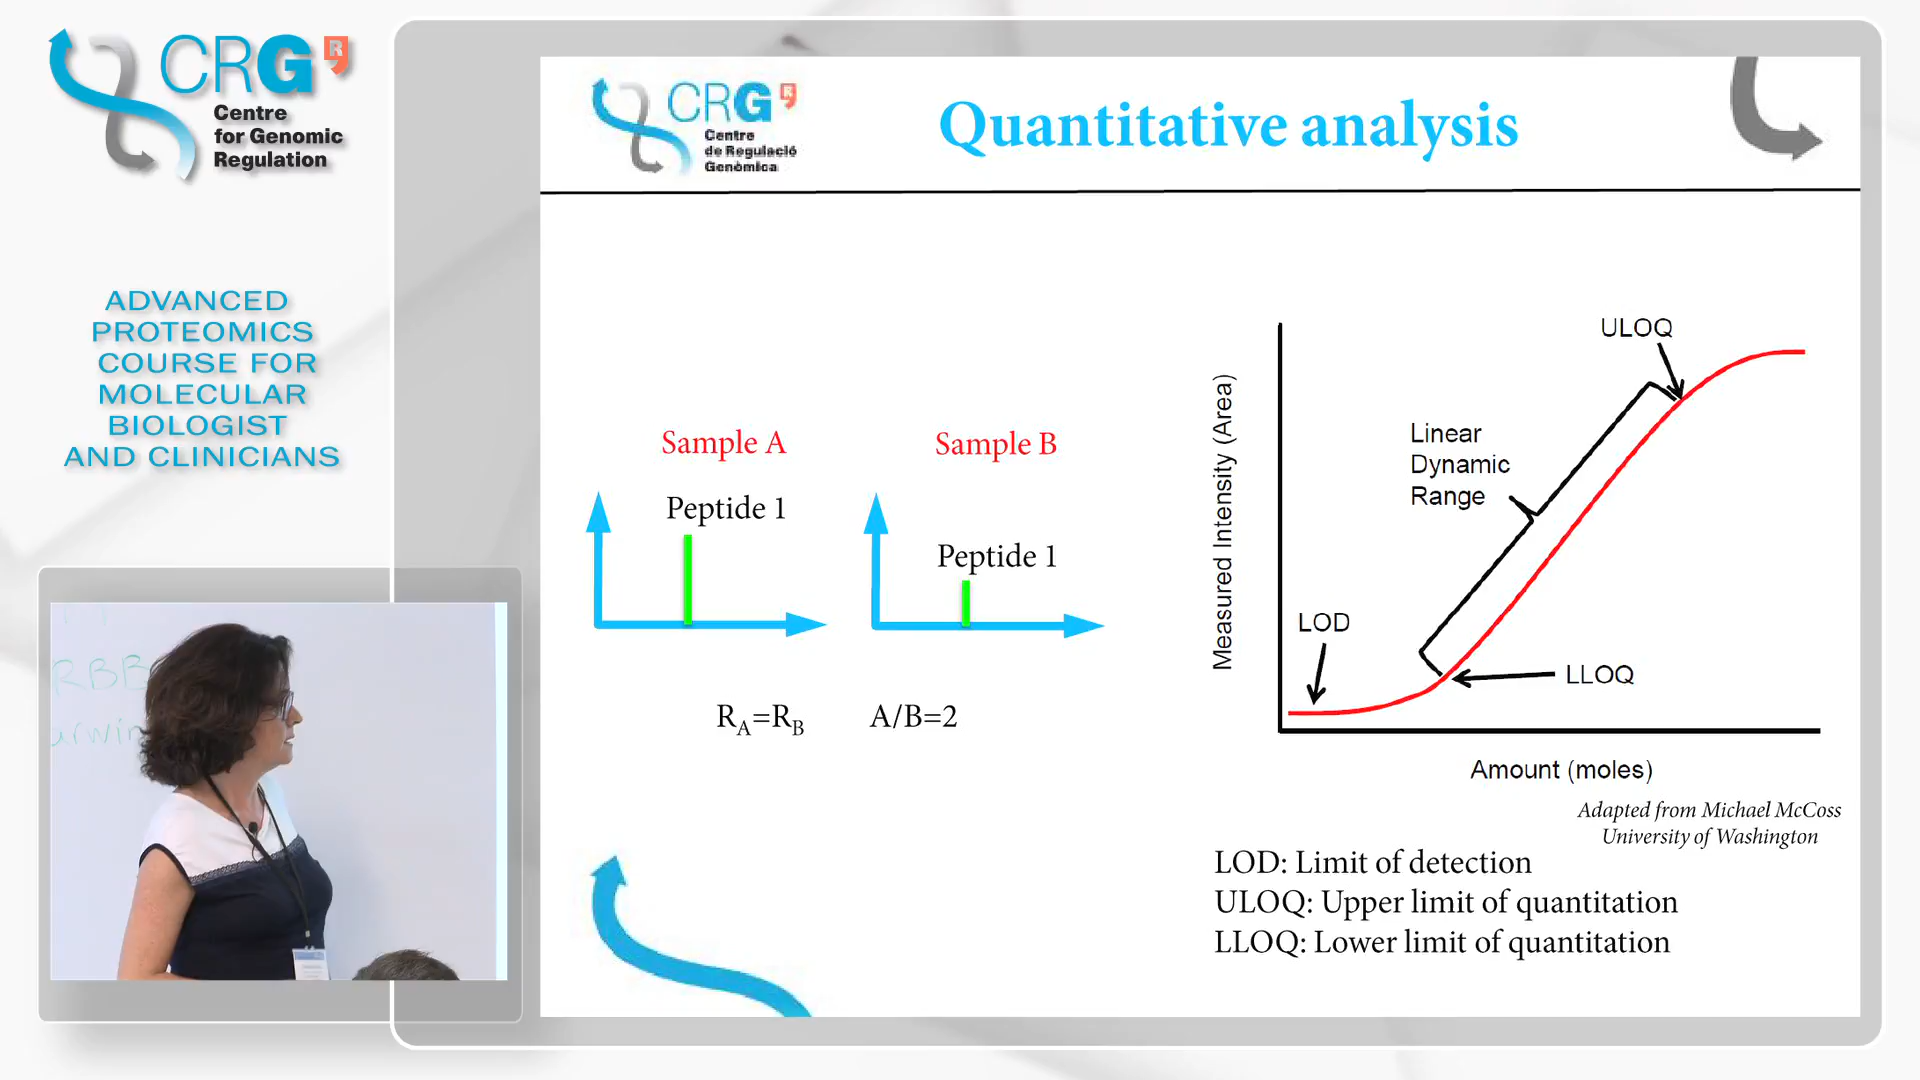 CRG R
Centre
for Genomic
Regulation
ADVANCED
PROTEOMICS
COURSE FOR
MOLECULAR
BIOLOGIST
AND CLINICIANS
CRG R
Centre
de Regulació
Genòmica
Quantitative analysis
Sample A
Peptide 1
Sample B
Peptide 1
R_A=R_B
A/B=2
Measured Intensity (Area)
ULOQ
Linear
Dynamic
Range
LOD
LLOQ
Amount (moles)
Adapted from Michael McCoss
University of Washington
LOD: Limit of detection
ULOQ: Upper limit of quantitation
LLOQ: Lower limit of quantitation
RBB